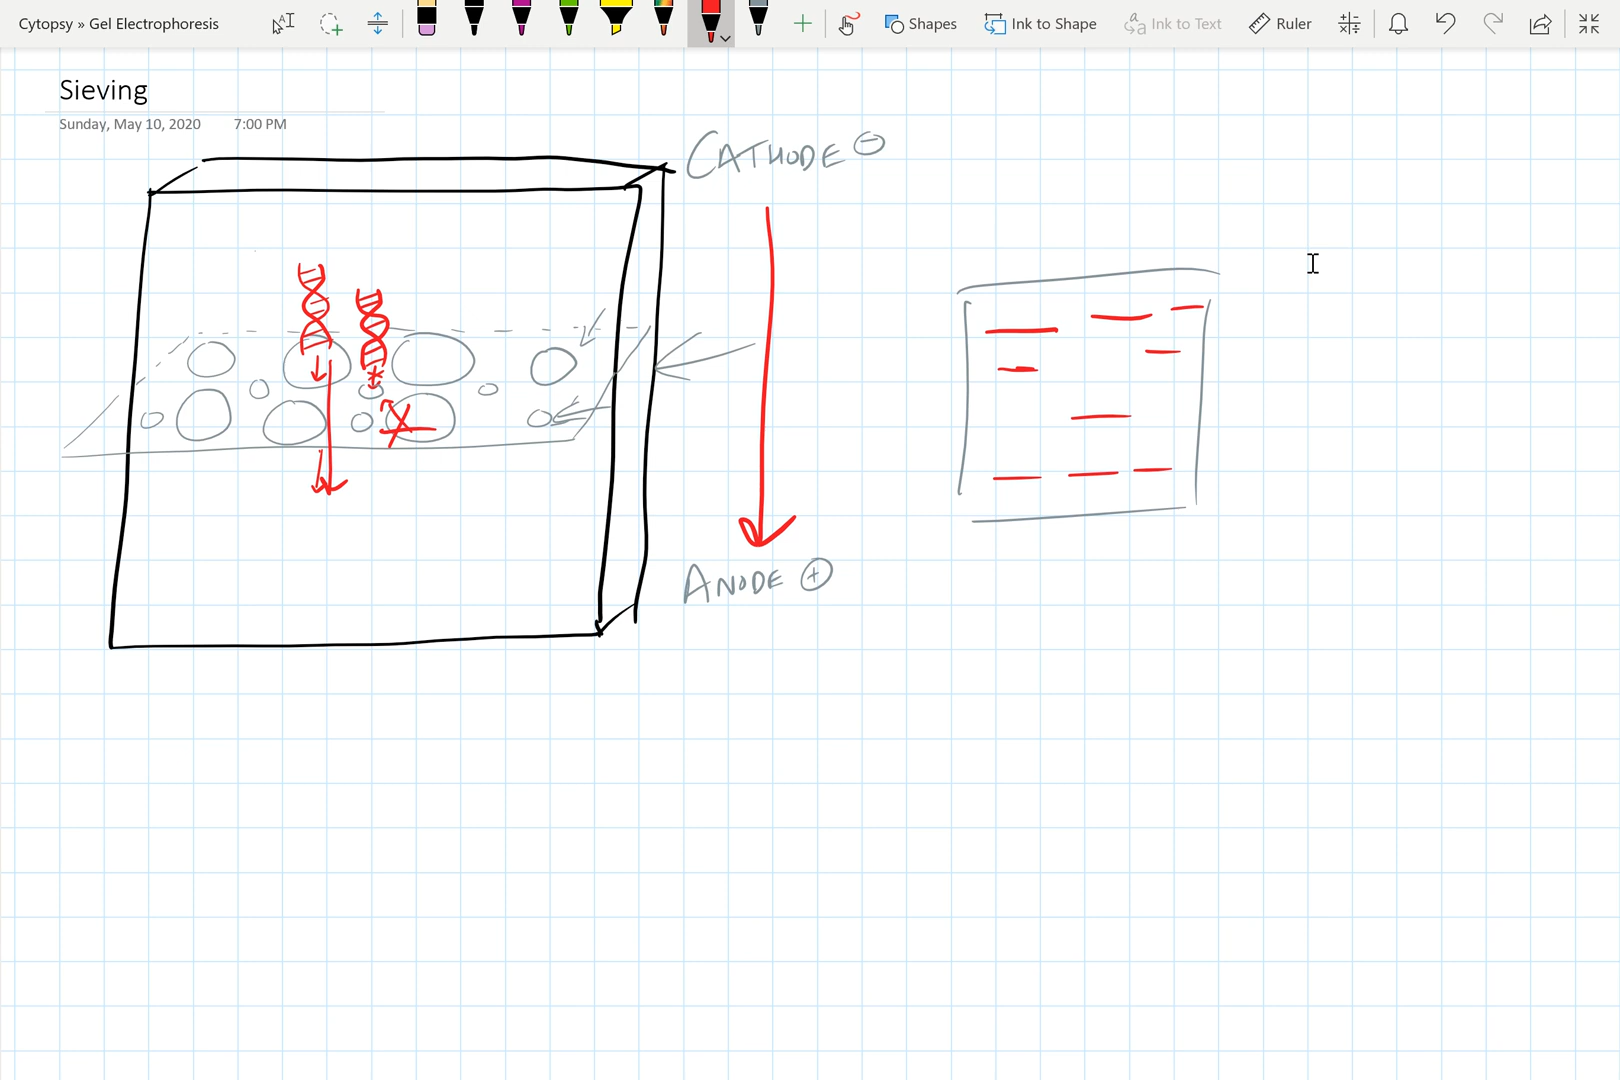 Cytopsy » Gel Electrophoresis
Shapes
Ink to Shape
Ink to Text
Ruler
Sieving
Sunday, May 10, 2020 7:00 PM
CATHODE ⊖
ANODE ⊕